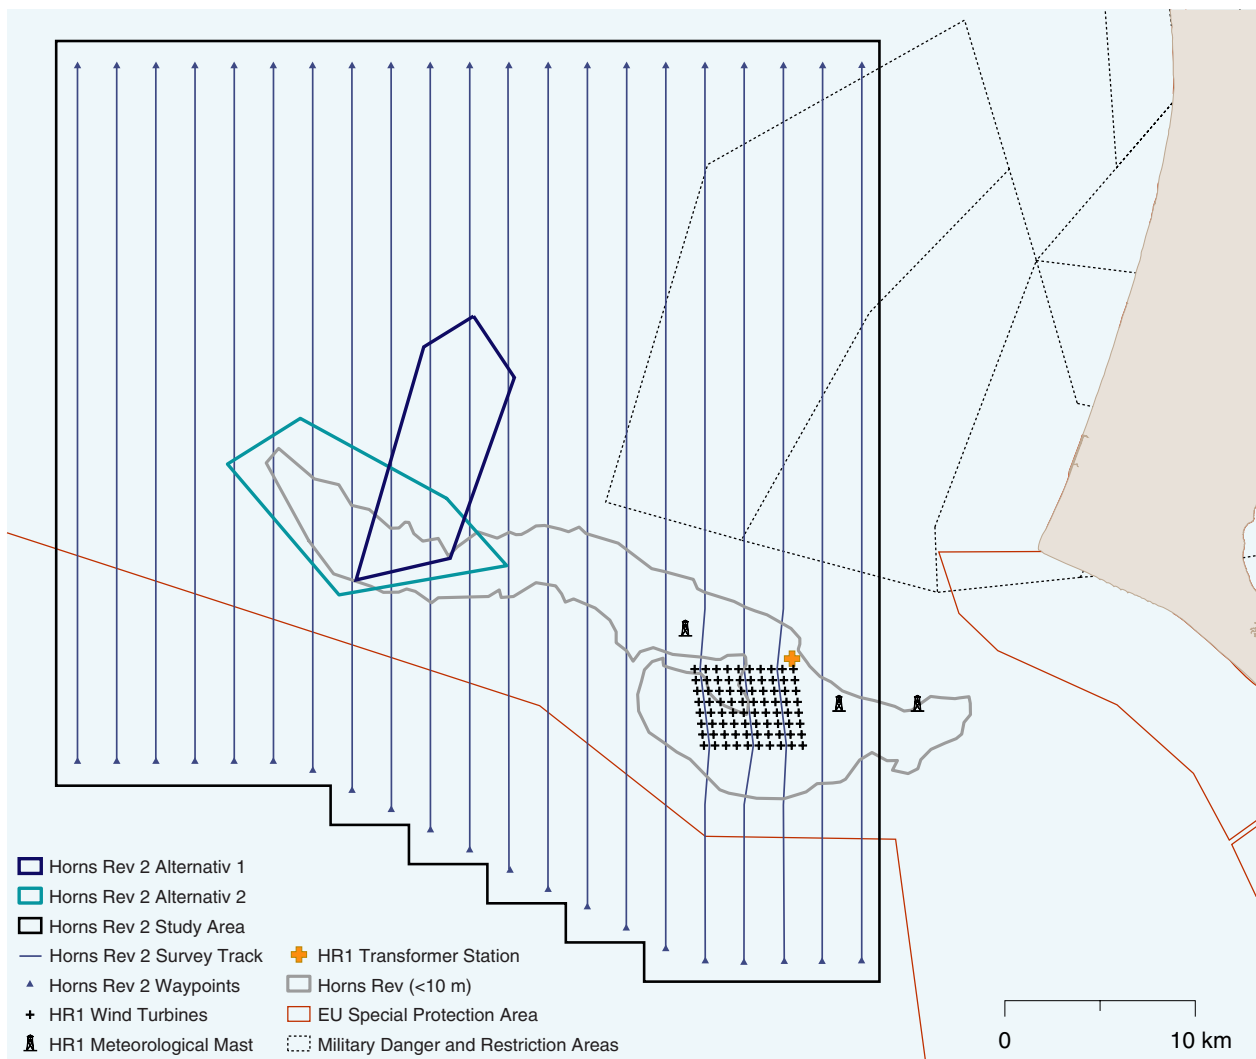 Horns Rev 2 Alternativ 1
Horns Rev 2 Alternativ 2
Horns Rev 2 Study Area
Horns Rev 2 Survey Track
Horns Rev 2 Waypoints
HR1 Wind Turbines
HR1 Meteorological Mast
HR1 Transformer Station
Horns Rev (<10 m)
EU Special Protection Area
Military Danger and Restriction Areas
0 10 km